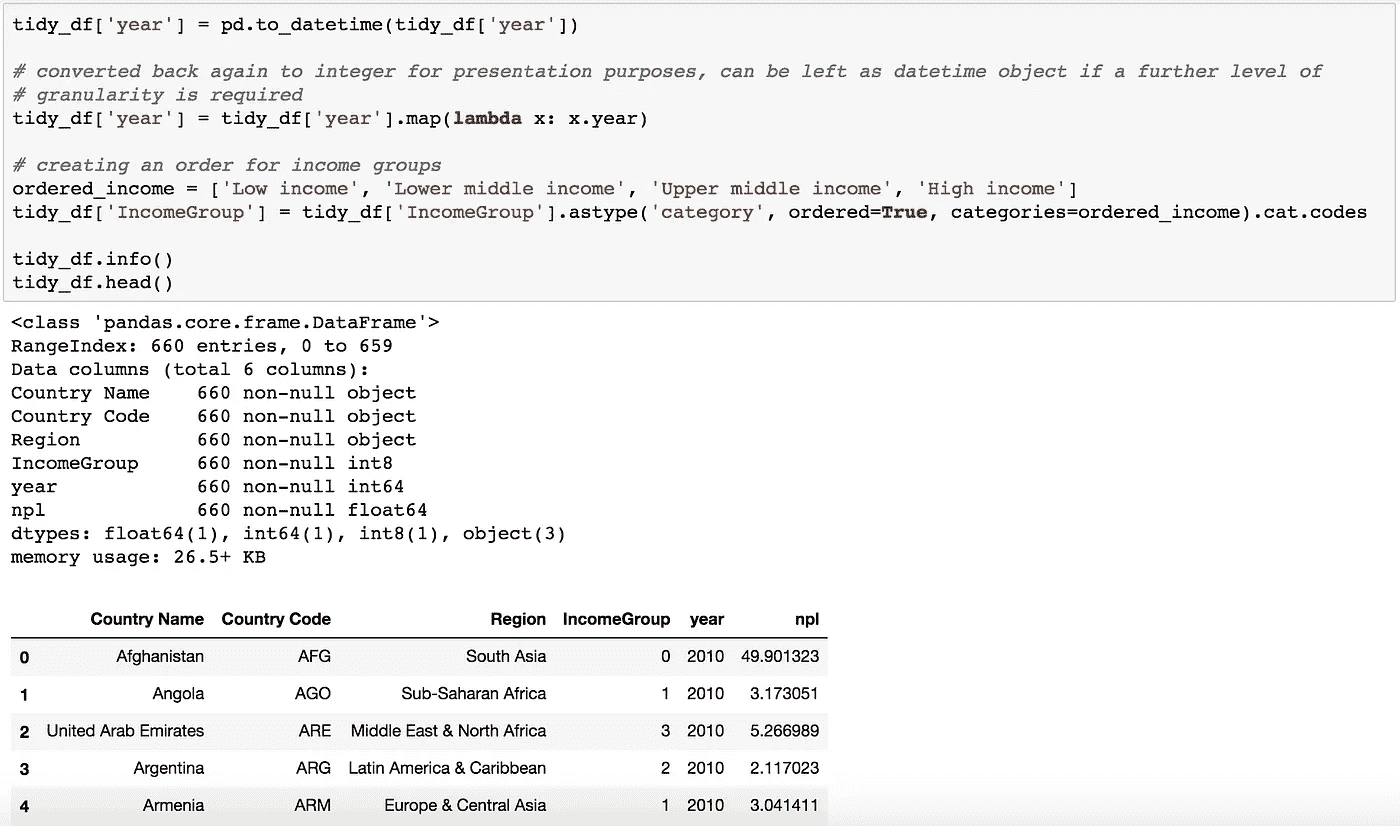 tidy_df['year'] = pd.to_datetime(tidy_df['year'])
# converted back again to integer for presentation purposes, can be left as datetime object if a further level of
# granularity is required
tidy_df['year'] = tidy_df['year'].map(lambda x: x.year)
# creating an order for income groups
ordered_income = ['Low income', 'Lower middle income', 'Upper middle income', 'High income']
tidy_df['IncomeGroup'] = tidy_df['IncomeGroup'].astype('category', ordered=True, categories=ordered_income).cat.codes
tidy_df.info()
tidy_df.head()
<class 'pandas.core.frame.DataFrame'>
RangeIndex: 660 entries, 0 to 659
Data columns (total 6 columns):
Country Name    660 non-null object
Country Code    660 non-null object
Region          660 non-null object
IncomeGroup     660 non-null int8
year            660 non-null int64
npl             660 non-null float64
dtypes: float64(1), int64(1), int8(1), object(3)
memory usage: 26.5+ KB
Country Name Country Code Region IncomeGroup year npl
0 Afghanistan AFG South Asia 0 2010 49.901323
1 Angola AGO Sub-Saharan Africa 1 2010 3.173051
2 United Arab Emirates ARE Middle East & North Africa 3 2010 5.266989
3 Argentina ARG Latin America & Caribbean 2 2010 2.117023
4 Armenia ARM Europe & Central Asia 1 2010 3.041411